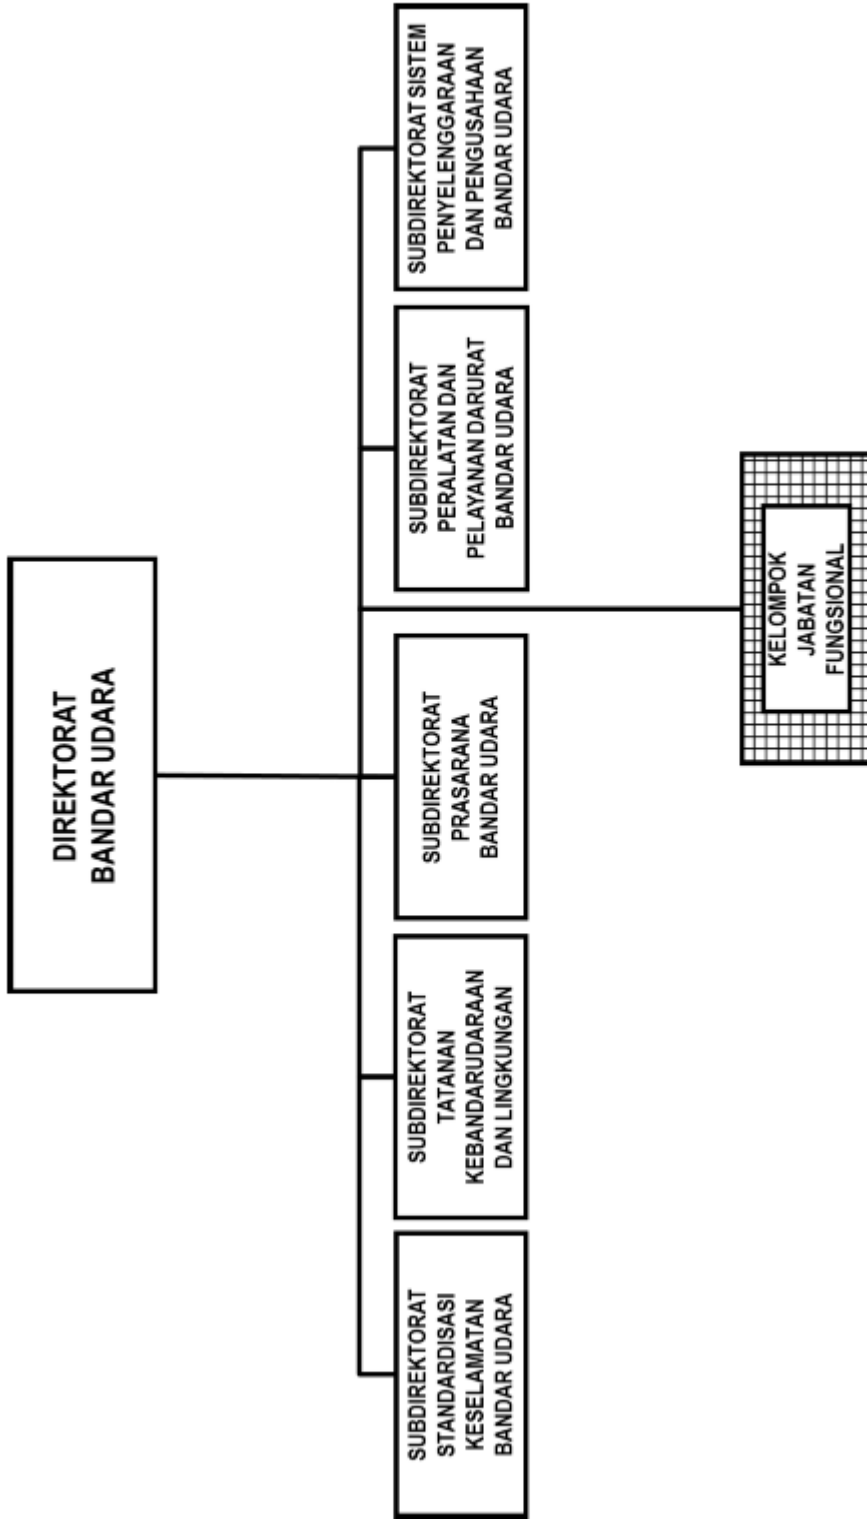 DIREKTORAT
BANDAR UDARA
SUBDIREKTORAT
STANDARDISASI
KESELAMATAN
BANDAR UDARA
SUBDIREKTORAT
TATANAN
KEBANDARUDARAAN
DAN LINGKUNGAN
SUBDIREKTORAT
PRASARANA
BANDAR UDARA
SUBDIREKTORAT
PERALATAN DAN
PELAYANAN DARURAT
BANDAR UDARA
SUBDIREKTORAT SISTEM
PENYELENGGARAAN
DAN PENGUSAHAAN
BANDAR UDARA
KELOMPOK
JABATAN
FUNGSIONAL